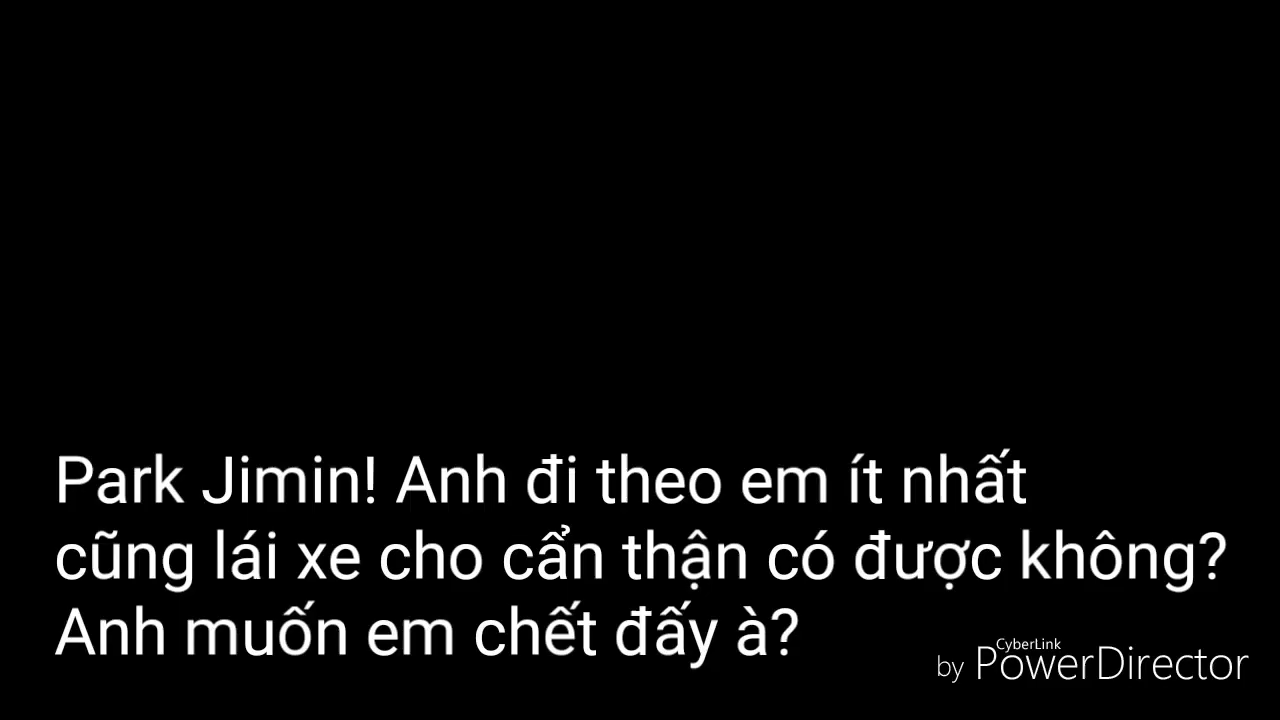 Park Jimin! Anh đi theo em ít nhất
cũng lái xe cho cẩn thận có được không?
Anh muốn em chết đấy à?
CyberLink
by PowerDirector